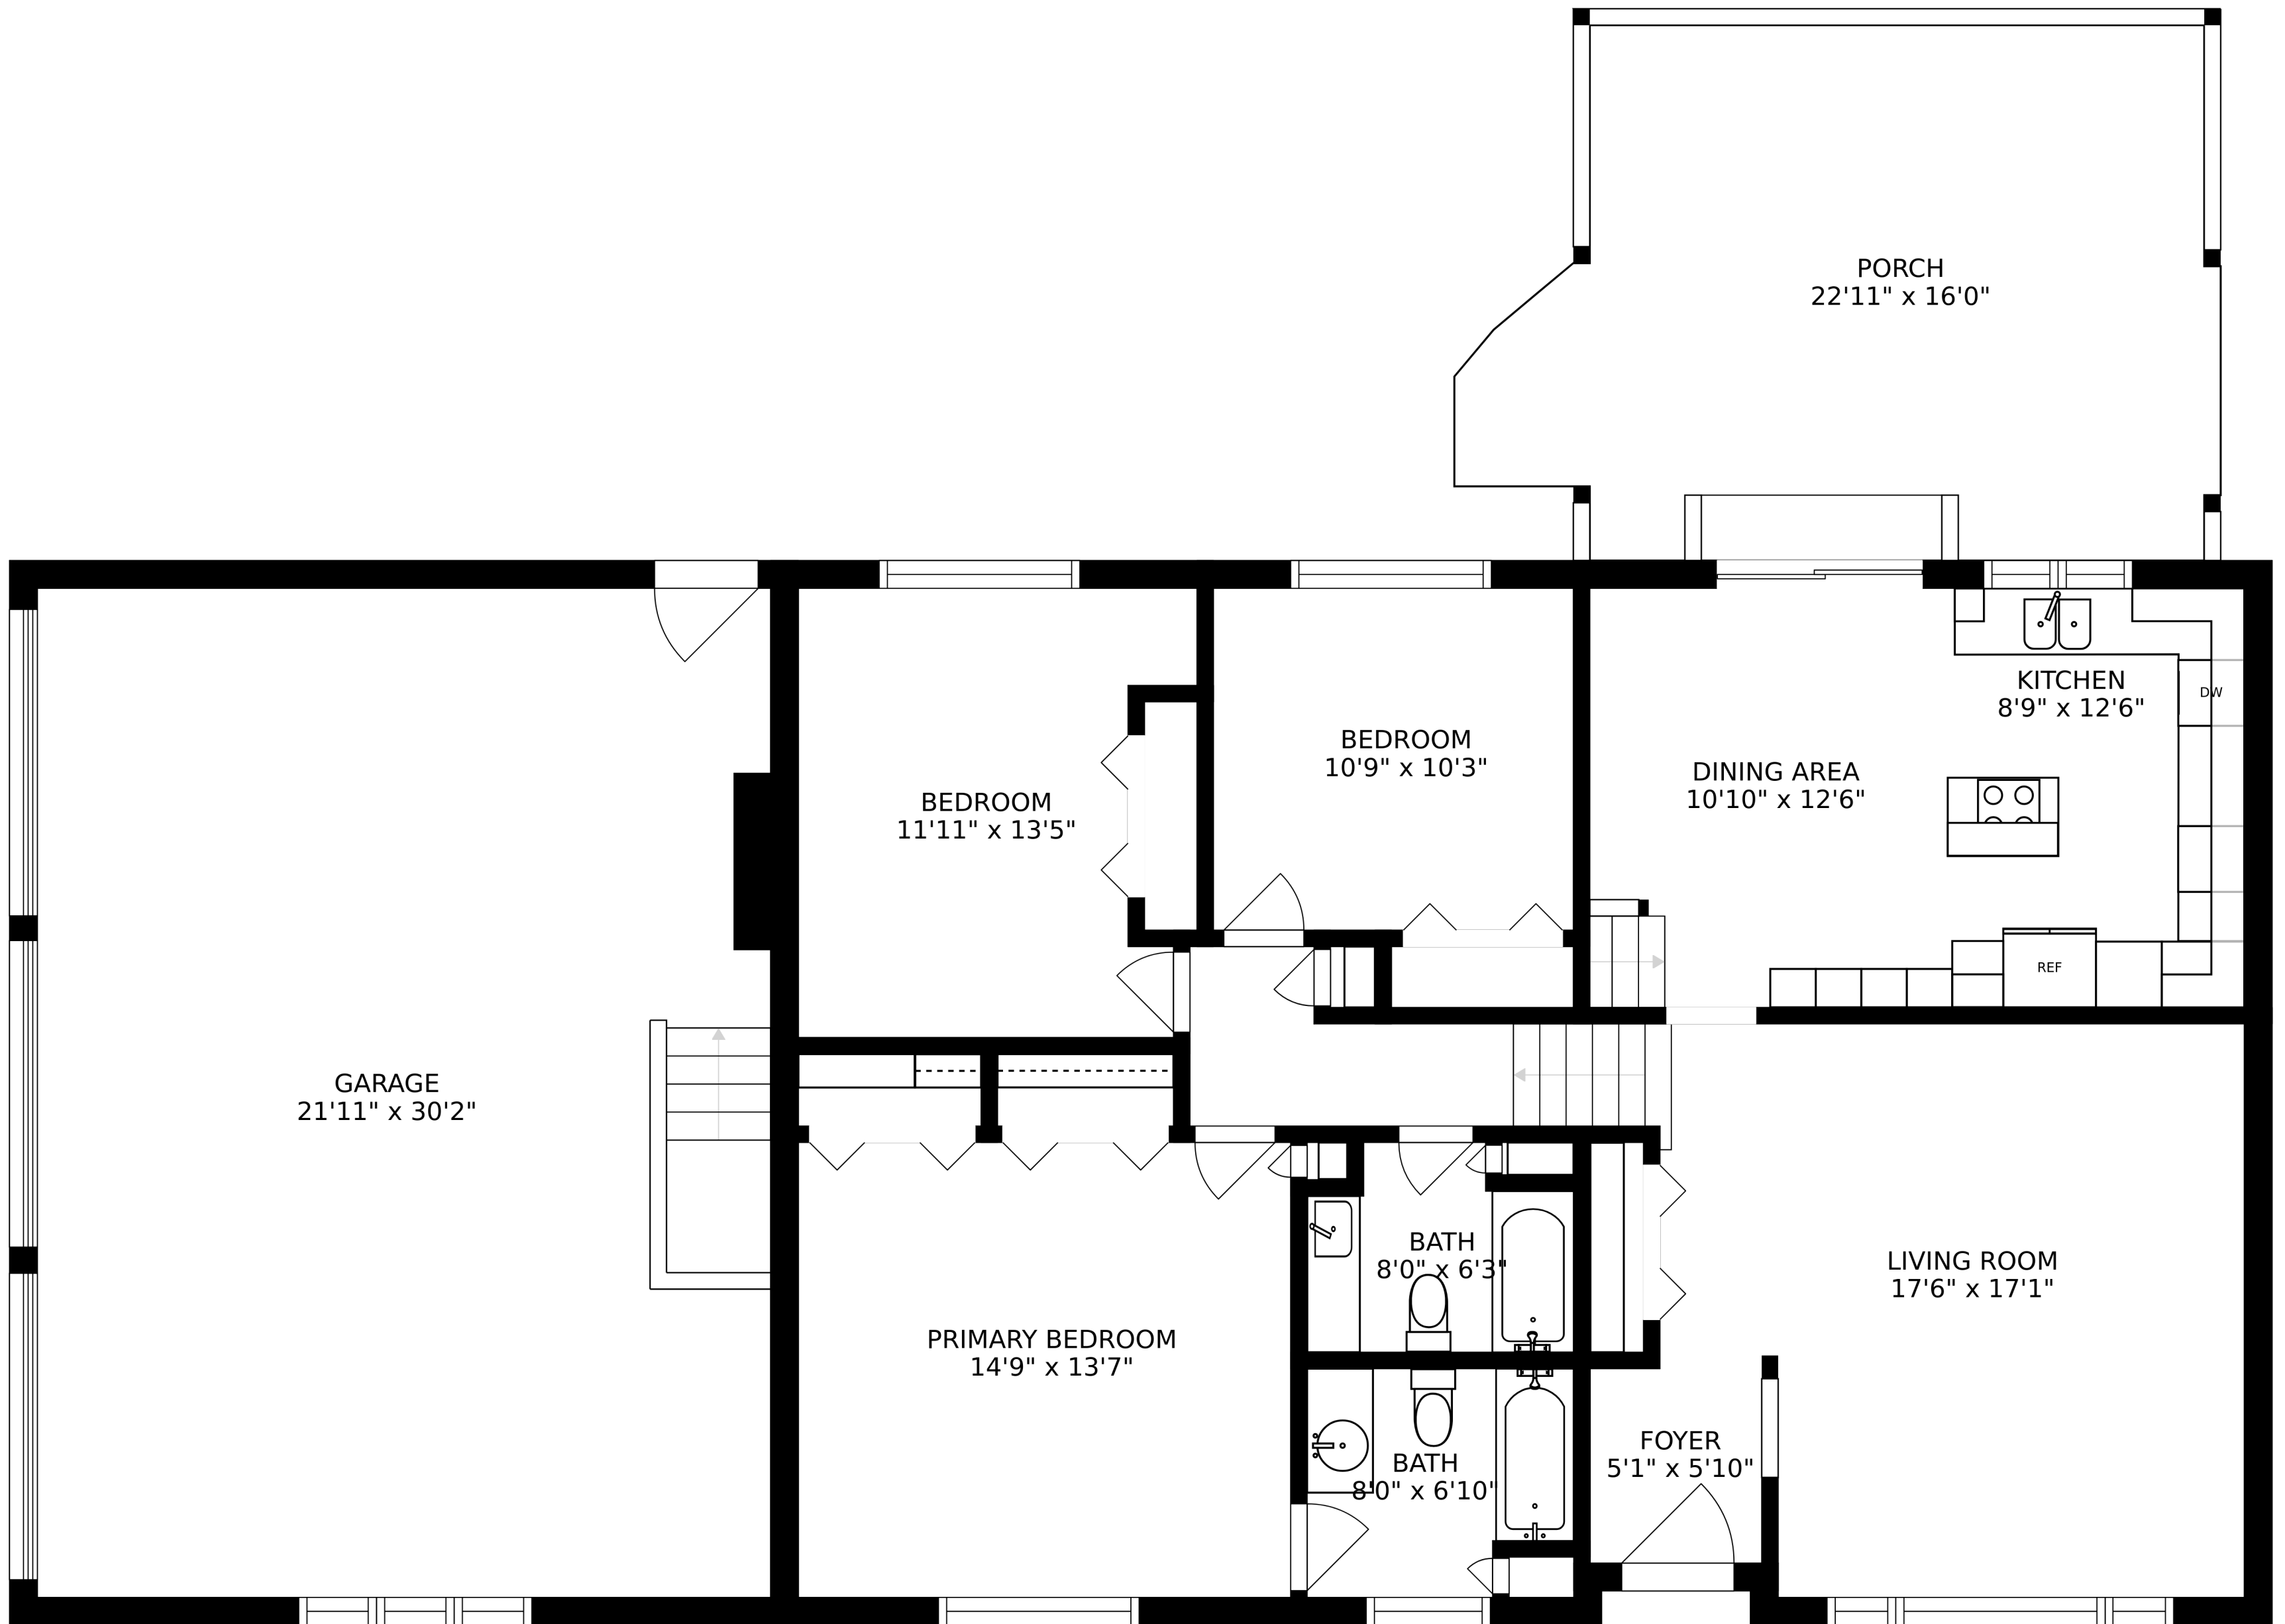 PORCH
22'11" x 16'0"
KITCHEN
8'9" x 12'6"
DW
BEDROOM
10'9" x 10'3"
DINING AREA
10'10" x 12'6"
BEDROOM
11'11" x 13'5"
REF
GARAGE
21'11" x 30'2"
BATH
8'0" x 6'3"
LIVING ROOM
17'6" x 17'1"
PRIMARY BEDROOM
14'9" x 13'7"
FOYER
5'1" x 5'10"
BATH
8'0" x 6'10"